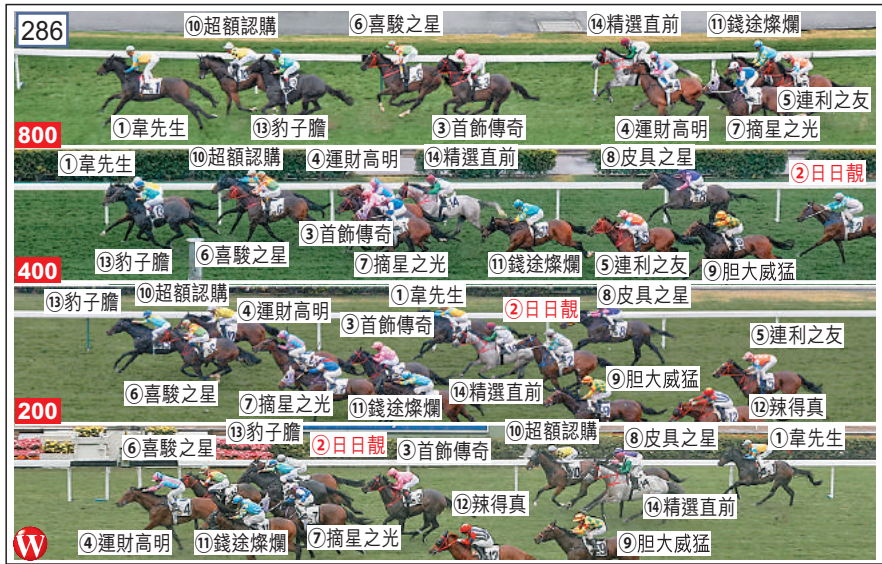 286
⑩超額認購 ⑥喜駿之星 ⑭精選直前 ⑪錢途燦爛
①韋先生 ⑬豹子膽 ③首飾傳奇 ④運財高明 ⑦摘星之光 ⑤連利之友
800
①韋先生 ⑩超額認購 ④運財高明 ⑭精選直前 ⑧皮具之星 ②日日靚
⑬豹子膽 ⑥喜駿之星 ③首飾傳奇 ⑦摘星之光 ⑪錢途燦爛 ⑤連利之友 ⑨胆大威猛
400
⑬豹子膽 ⑩超額認購 ④運財高明 ③首飾傳奇 ①韋先生 ②日日靚 ⑧皮具之星 ⑤連利之友
⑥喜駿之星 ⑦摘星之光 ⑪錢途燦爛 ⑭精選直前 ⑨胆大威猛 ⑫辣得真
200
⑥喜駿之星 ⑬豹子膽 ②日日靚 ③首飾傳奇 ⑩超額認購 ⑧皮具之星 ①韋先生
④運財高明 ⑪錢途燦爛 ⑦摘星之光 ⑫辣得真 ⑨胆大威猛 ⑭精選直前
W